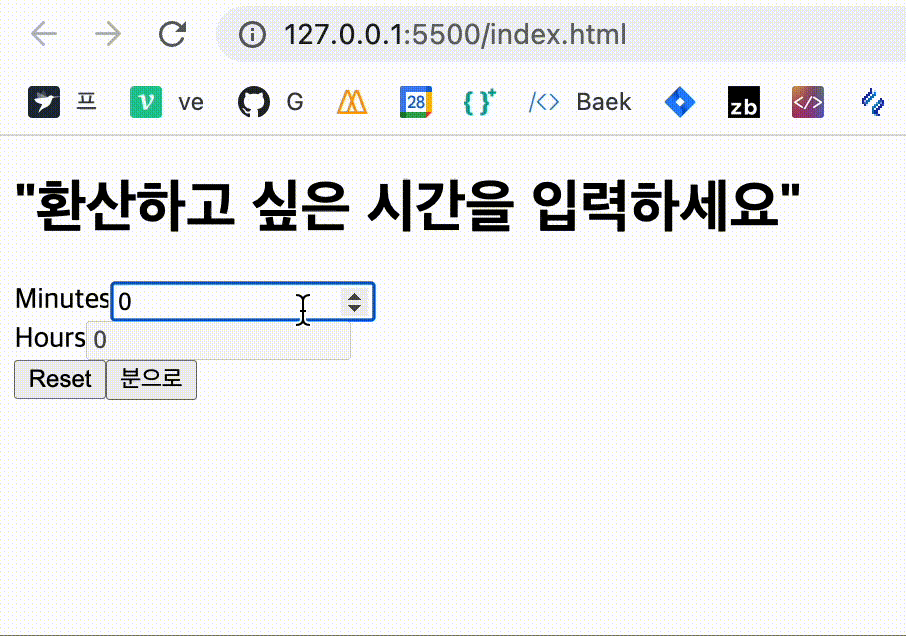 127.0.0.1:5500/index.html
프 V ve G 28 { }+ /<> Baek zb </>
"환산하고 싶은 시간을 입력하세요"
Minutes 0
Hours 0
Reset 분으로